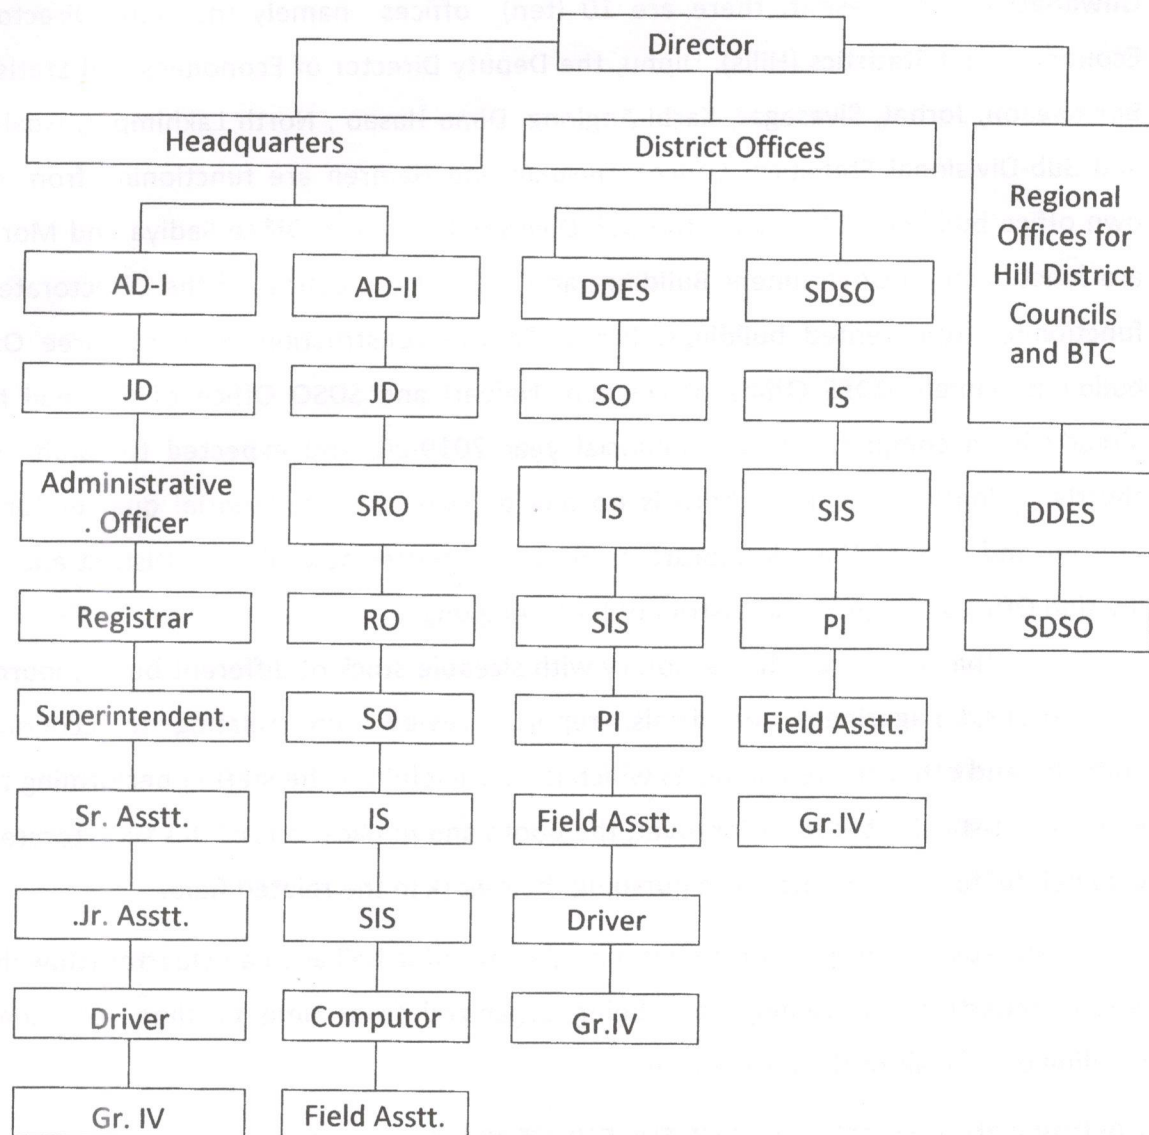 Director
Headquarters
District Offices
Regional
Offices for
Hill District
Councils
and BTC
AD-I
AD-II
DDES
SDSO
JD
JD
SO
IS
Administrative
. Officer
SRO
IS
SIS
DDES
Registrar
RO
SIS
PI
SDSO
Superintendent.
SO
PI
Field Asstt.
Sr. Asstt.
IS
Field Asstt.
Gr.IV
.Jr. Asstt.
SIS
Driver
Driver
Computor
Gr.IV
Gr. IV
Field Asstt.